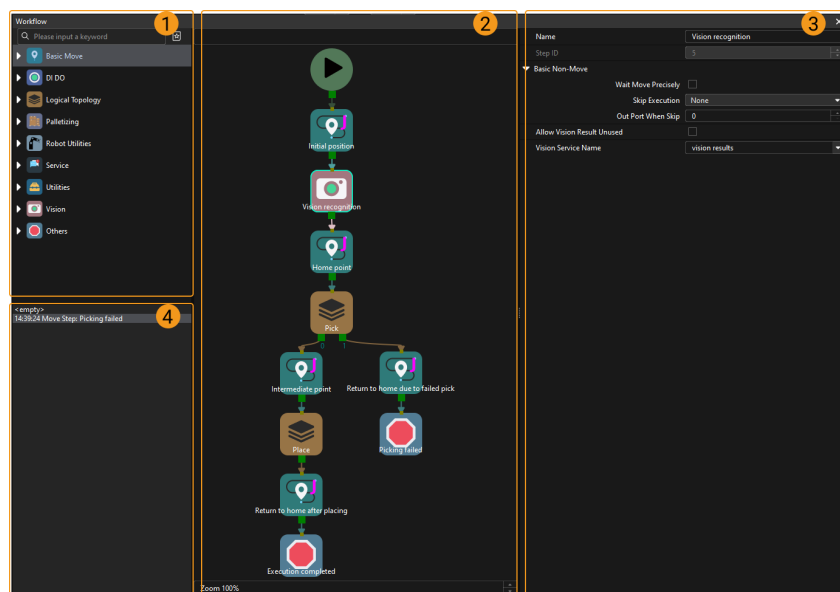 Workflow
1
Please input a keyword
Basic Move
DI DO
Logical Topology
Palletizing
Robot Utilities
Service
Utilities
Vision
Others
<empty>
14:39:24 Move Step: Picking failed
4
2
Initial position
Vision recognition
Home point
Pick
0 1
Intermediate point
Return to home due to failed pick
Place
Picking failed
Return to home after placing
Execution completed
Zoom 100%
3
Name Vision recognition
Step ID 5
Basic Non-Move
Wait Move Precisely
Skip Execution None
Out Port When Skip 0
Allow Vision Result Unused
Vision Service Name vision results